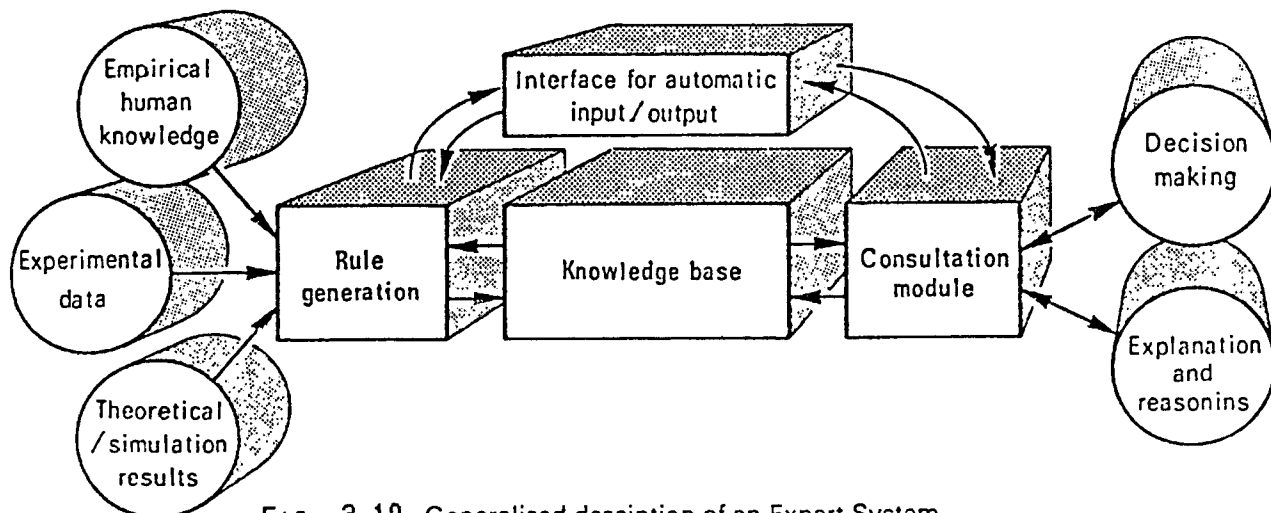 Empirical
human
knowledge
Experimental
data
Theoretical
/simulation
results
Interface for automatic
input/output
Rule
generation
Knowledge base
Consultation
module
Decision
making
Explanation
and
reasonins
FIG. 3.10 Generalised desciption of an Expert System